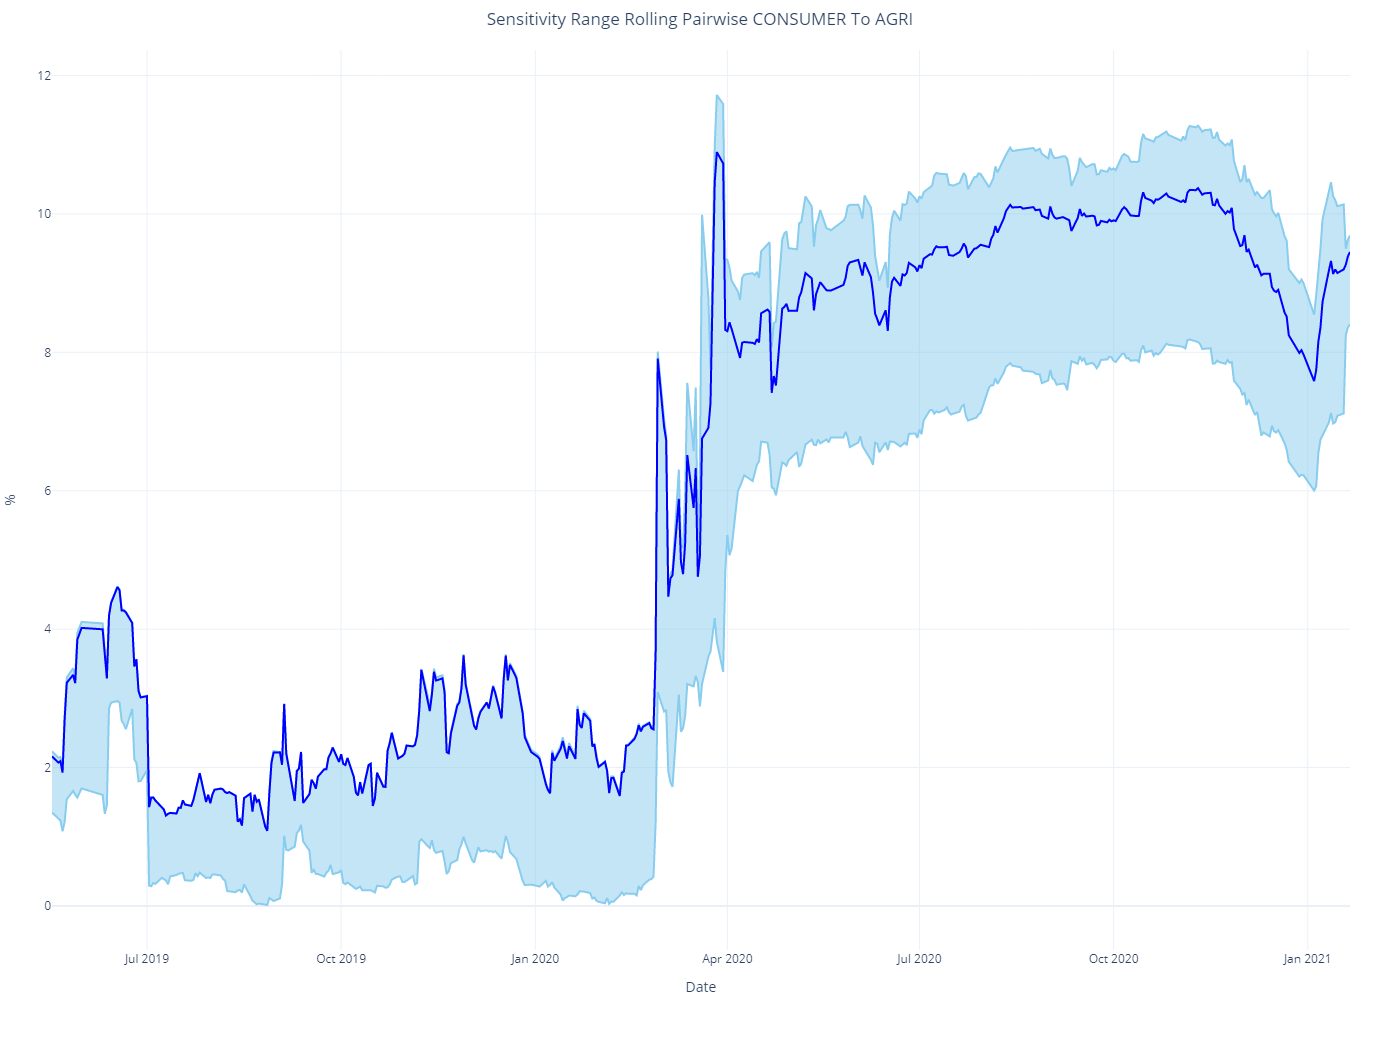 Sensitivity Range Rolling Pairwise CONSUMER To AGRI
12
10
8
6
4
2
0
%
Jul 2019
Oct 2019
Jan 2020
Apr 2020
Jul 2020
Oct 2020
Jan 2021
Date